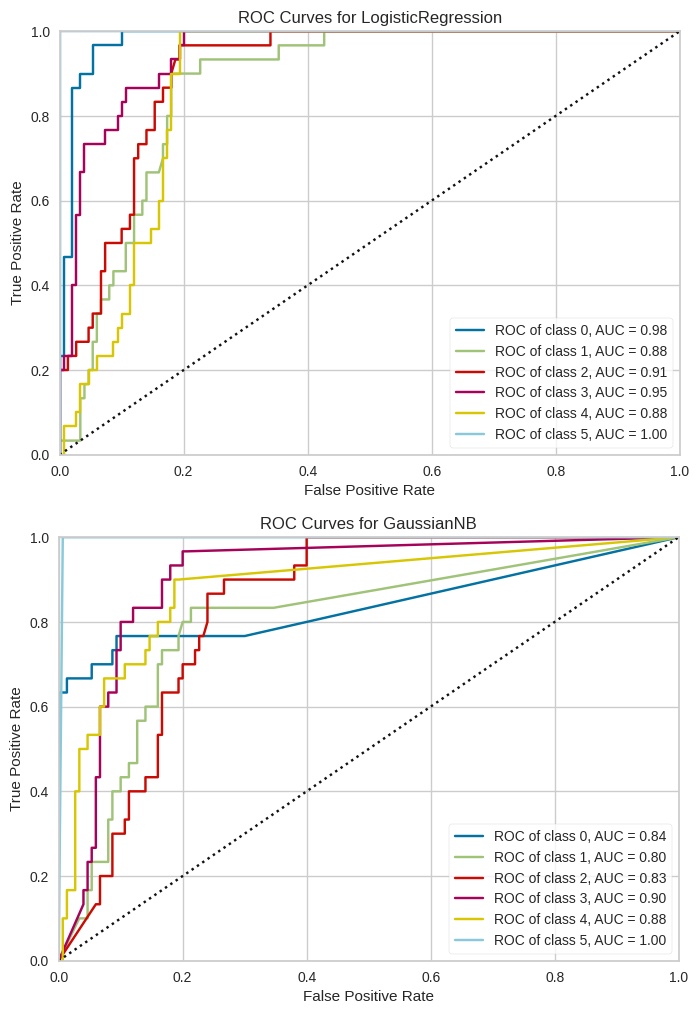 ROC Curves for LogisticRegression
1.0
0.8
0.6
0.4
0.2
0.0
True Positive Rate
ROC of class 0, AUC = 0.98
ROC of class 1, AUC = 0.88
ROC of class 2, AUC = 0.91
ROC of class 3, AUC = 0.95
ROC of class 4, AUC = 0.88
ROC of class 5, AUC = 1.00
0.0 0.2 0.4 0.6 0.8 1.0
False Positive Rate
ROC Curves for GaussianNB
1.0
0.8
0.6
0.4
0.2
0.0
True Positive Rate
ROC of class 0, AUC = 0.84
ROC of class 1, AUC = 0.80
ROC of class 2, AUC = 0.83
ROC of class 3, AUC = 0.90
ROC of class 4, AUC = 0.88
ROC of class 5, AUC = 1.00
0.0 0.2 0.4 0.6 0.8 1.0
False Positive Rate